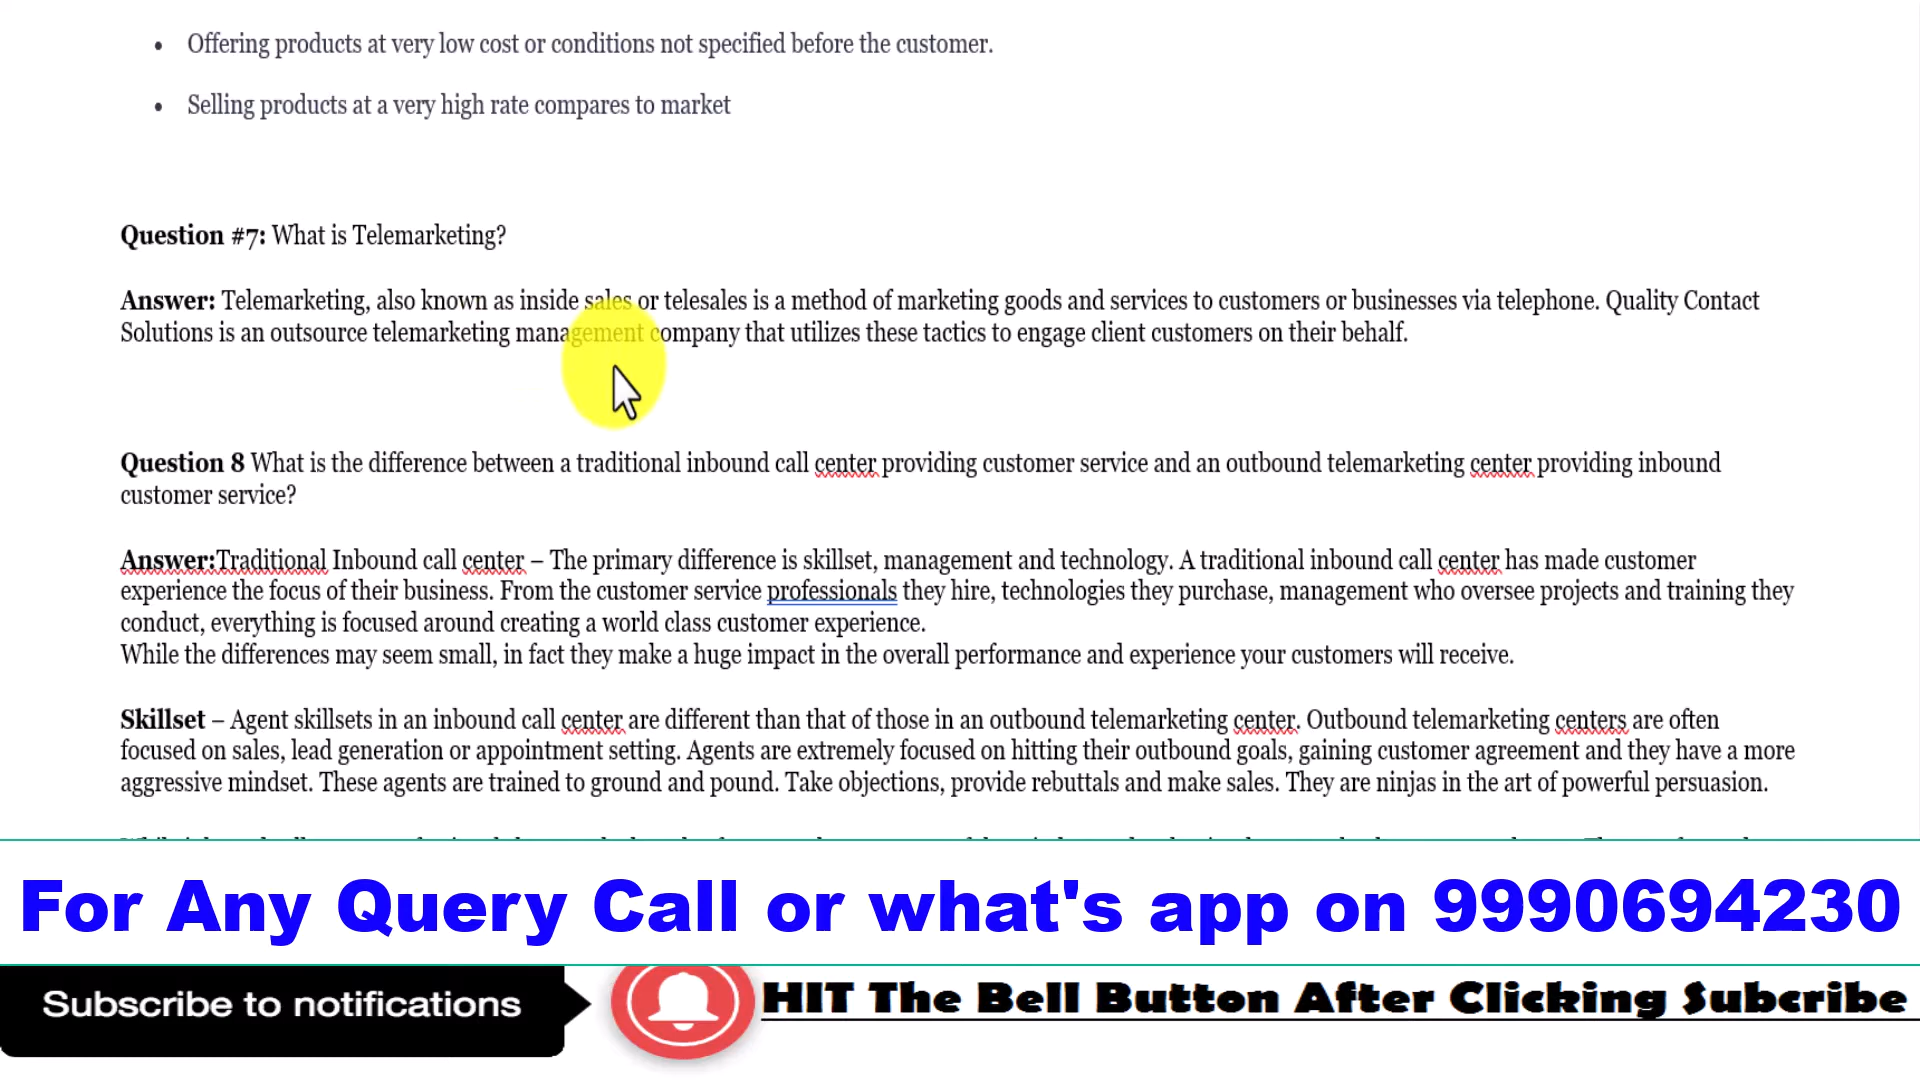 • Offering products at very low cost or conditions not specified before the customer.
• Selling products at a very high rate compares to market
Question #7: What is Telemarketing?
Answer: Telemarketing, also known as inside sales or telesales is a method of marketing goods and services to customers or businesses via telephone. Quality Contact
Solutions is an outsource telemarketing management company that utilizes these tactics to engage client customers on their behalf.
Question 8 What is the difference between a traditional inbound call center providing customer service and an outbound telemarketing center providing inbound
customer service?
Answer:Traditional Inbound call center – The primary difference is skillset, management and technology. A traditional inbound call center has made customer
experience the focus of their business. From the customer service professionals they hire, technologies they purchase, management who oversee projects and training they
conduct, everything is focused around creating a world class customer experience.
While the differences may seem small, in fact they make a huge impact in the overall performance and experience your customers will receive.
Skillset – Agent skillsets in an inbound call center are different than that of those in an outbound telemarketing center. Outbound telemarketing centers are often
focused on sales, lead generation or appointment setting. Agents are extremely focused on hitting their outbound goals, gaining customer agreement and they have a more
aggressive mindset. These agents are trained to ground and pound. Take objections, provide rebuttals and make sales. They are ninjas in the art of powerful persuasion.
For Any Query Call or what's app on 9990694230
Subscribe to notifications
HIT The Bell Button After Clicking Subcribe